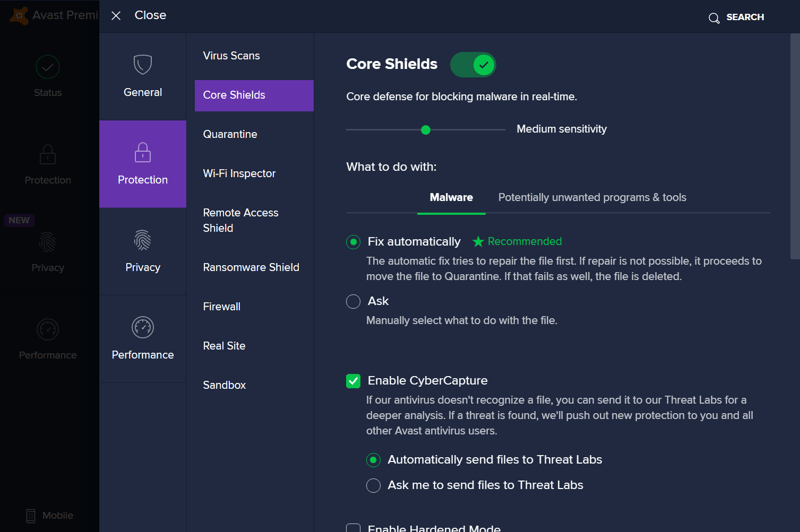 Avast Premi
Close
SEARCH
Status
Protection
NEW
Privacy
Performance
Mobile
General
Protection
Privacy
Performance
Virus Scans
Core Shields
Quarantine
Wi-Fi Inspector
Remote Access
Shield
Ransomware Shield
Firewall
Real Site
Sandbox
Core Shields
Core defense for blocking malware in real-time.
Medium sensitivity
What to do with:
Malware
Potentially unwanted programs & tools
Fix automatically
Recommended
The automatic fix tries to repair the file first. If repair is not possible, it proceeds to
move the file to Quarantine. If that fails as well, the file is deleted.
Ask
Manually select what to do with the file.
Enable CyberCapture
If our antivirus doesn't recognize a file, you can send it to our Threat Labs for a
deeper analysis. If a threat is found, we'll push out new protection to you and all
other Avast antivirus users.
Automatically send files to Threat Labs
Ask me to send files to Threat Labs
Enable Hardened Mode